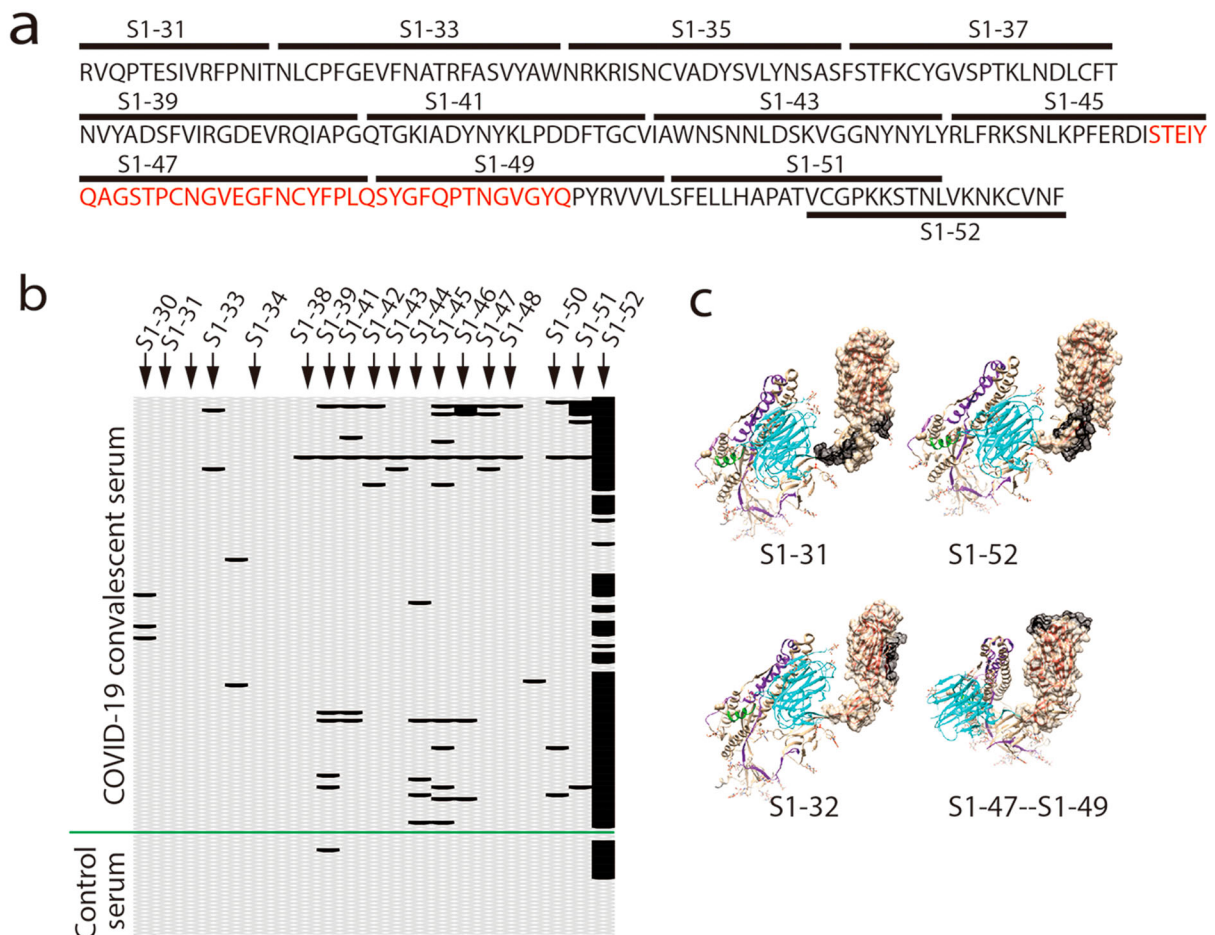 a
S1-31 S1-33 S1-35 S1-37
RVQPTESIVRFPNITNLCPFGEVFNATRFASVYAWNRKRISNCVADYSVLYNSASFSTFKCYGVSPTKLNDLCFT
S1-39 S1-41 S1-43 S1-45
NVYADSFVIRGDEVRQIAPGQTGKIADYNYKLPDDFTGCVIAWNSNNLDSKVGGNYNYLYRLFRKSNLKPFERDISTEIY
S1-47 S1-49 S1-51
QAGSTPCNGVEGFNCYFPLQSYGFQPTNGVGYQPYRVVVLSFELLHAPATVCGPKKSTNLVKNKCVNF
S1-52
b
S1-30 S1-31 S1-33 S1-34 S1-38 S1-39 S1-41 S1-42 S1-43 S1-44 S1-45 S1-46 S1-47 S1-48 S1-50 S1-51 S1-52
COVID-19 convalescent serum
Control
serum
c
S1-31 S1-52
S1-32 S1-47--S1-49